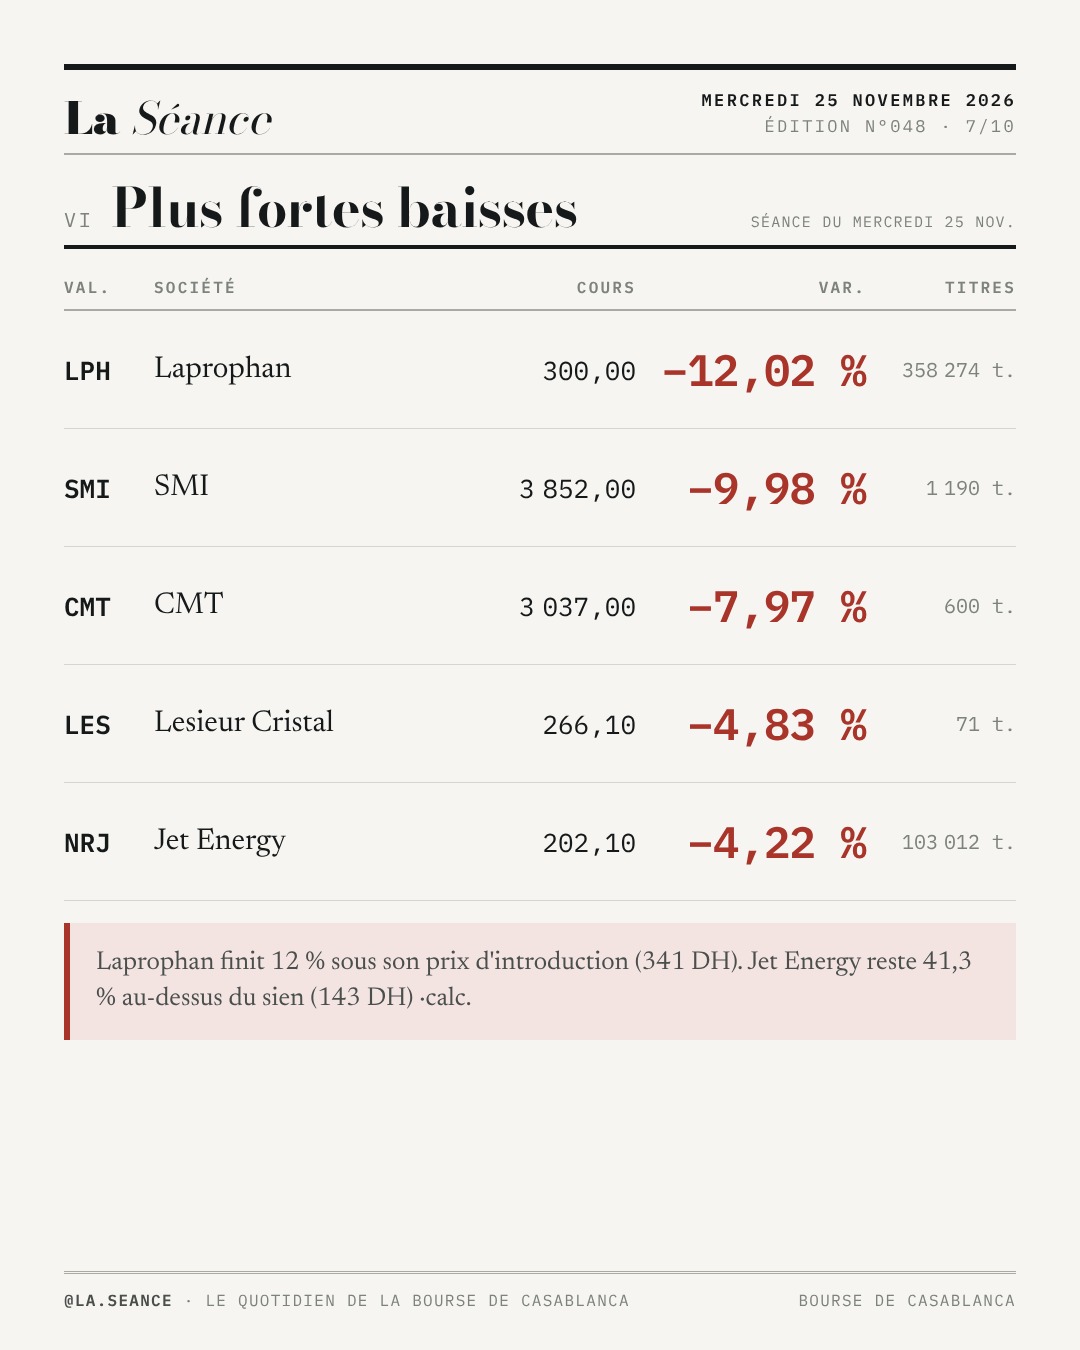 La Séance
MERCREDI 25 NOVEMBRE 2026
ÉDITION N°048 · 7/10
VI Plus fortes baisses
SÉANCE DU MERCREDI 25 NOV.
VAL. SOCIÉTÉ COURS VAR. TITRES
LPH Laprophan 300,00 −12,02 % 358 274 t.
SMI SMI 3 852,00 −9,98 % 1 190 t.
CMT CMT 3 037,00 −7,97 % 600 t.
LES Lesieur Cristal 266,10 −4,83 % 71 t.
NRJ Jet Energy 202,10 −4,22 % 103 012 t.
Laprophan finit 12 % sous son prix d'introduction (341 DH). Jet Energy reste 41,3
% au-dessus du sien (143 DH) ·calc.
@LA.SEANCE · LE QUOTIDIEN DE LA BOURSE DE CASABLANCA
BOURSE DE CASABLANCA